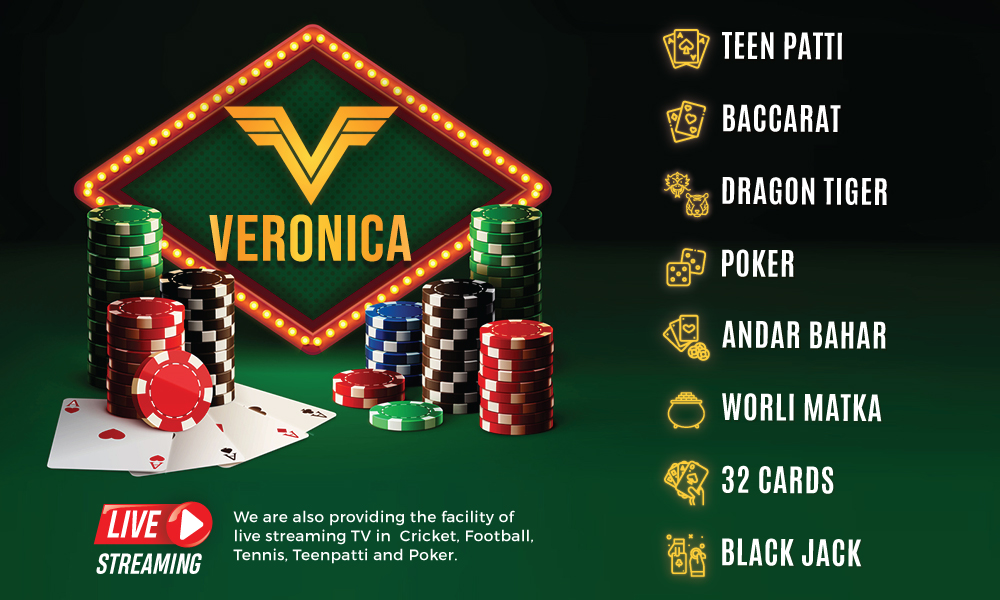 VERONICA
TEEN PATTI
BACCARAT
DRAGON TIGER
POKER
ANDAR BAHAR
WORLI MATKA
32 CARDS
BLACK JACK
LIVE
STREAMING
We are also providing the facility of
live streaming TV in Cricket, Football,
Tennis, Teenpatti and Poker.